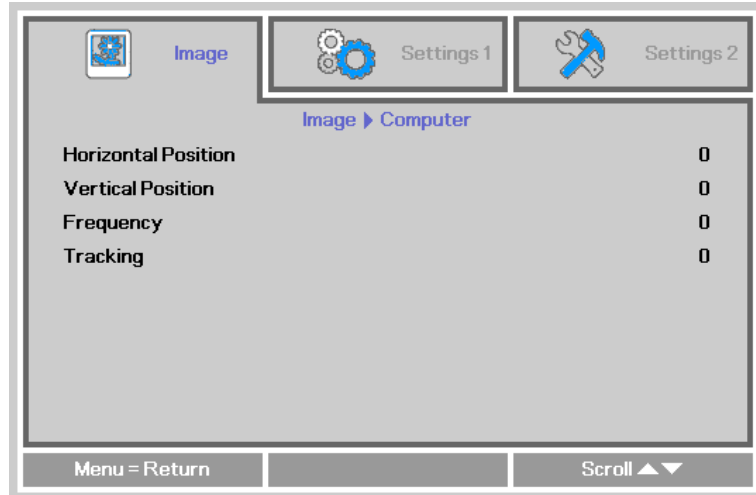 Image
Settings 1
Settings 2
Image ▶ Computer
Horizontal Position 0
Vertical Position 0
Frequency 0
Tracking 0
Menu = Return
Scroll ▲▼